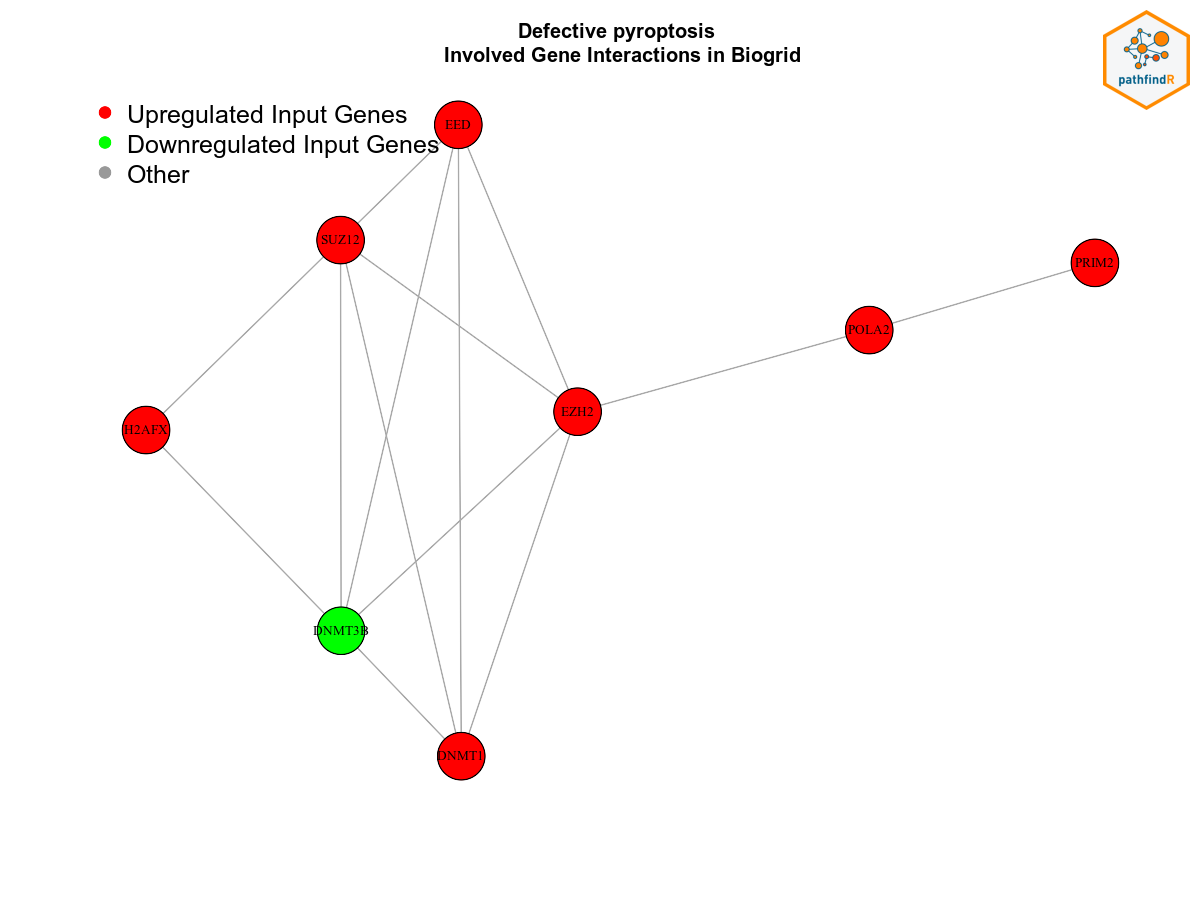 Defective pyroptosis
Involved Gene Interactions in Biogrid
pathfindR
Upregulated Input Genes
Downregulated Input Genes
Other
EED
SUZ12
PRIM2
POLA2
EZH2
H2AFX
DNMT3B
DNMT1